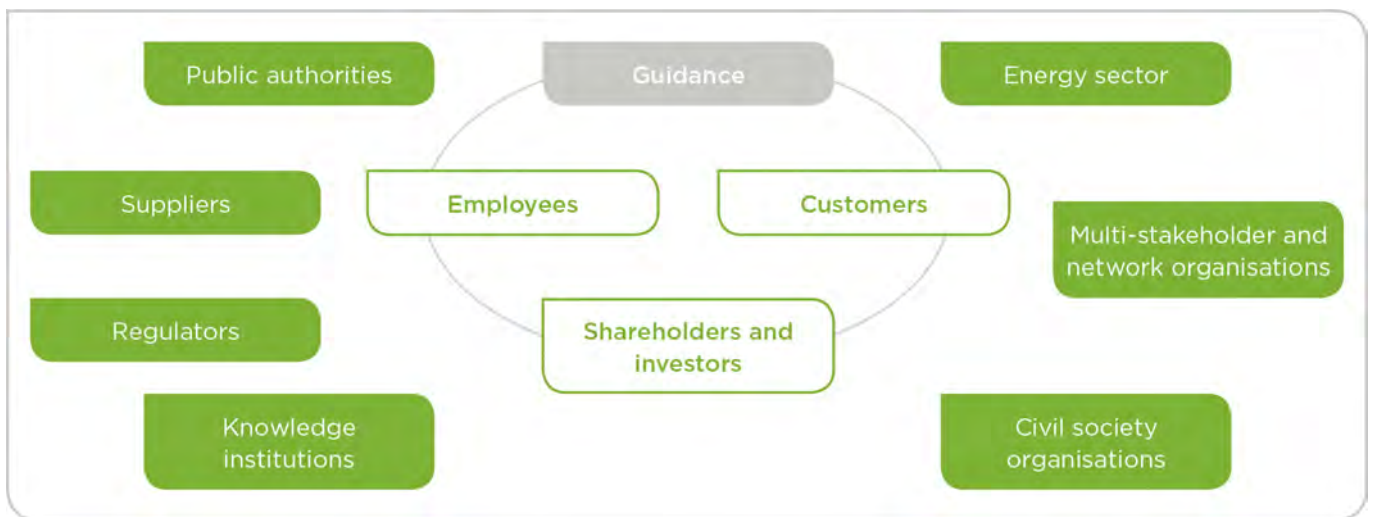 Public authorities
Guidance
Energy sector
Suppliers
Employees
Customers
Multi-stakeholder and
network organisations
Regulators
Shareholders and
investors
Knowledge
institutions
Civil society
organisations